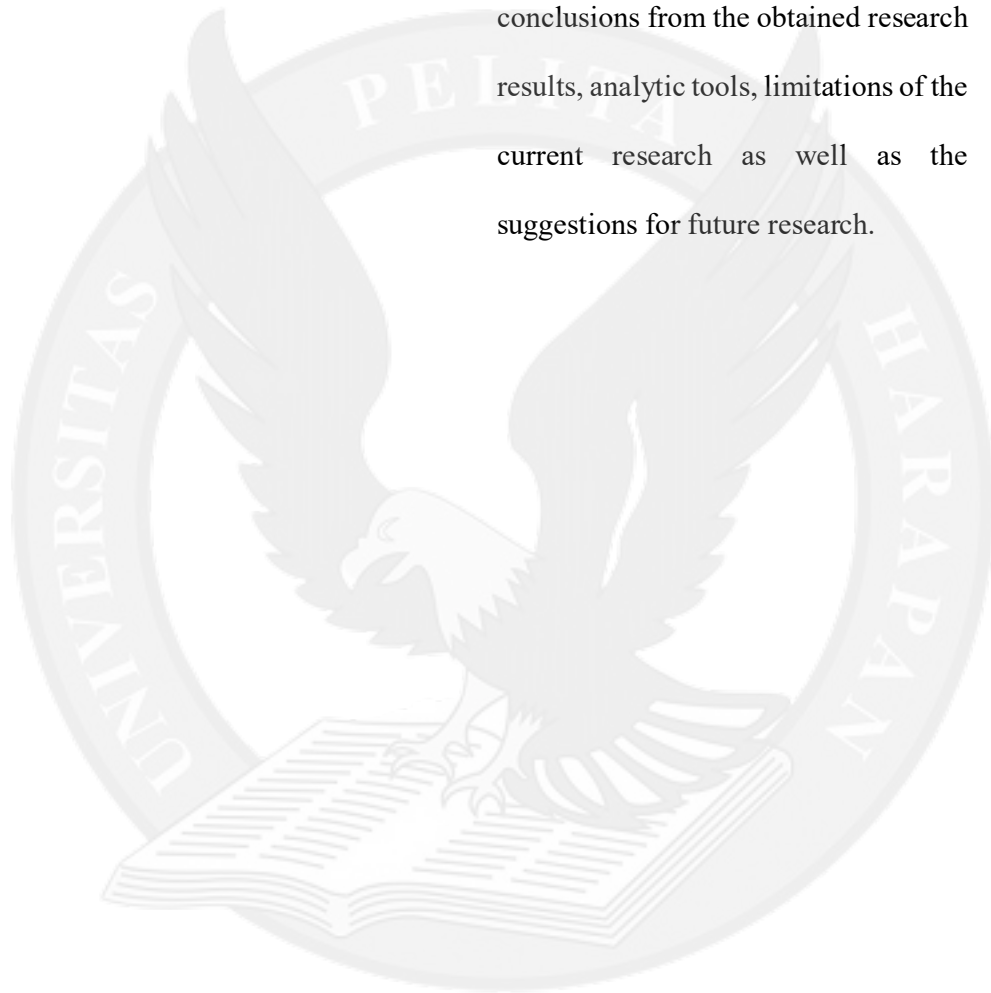 conclusions from the obtained research
results, analytic tools, limitations of the
current research as well as the
suggestions for future research.
UNIVERSITAS PELITA HARAPAN